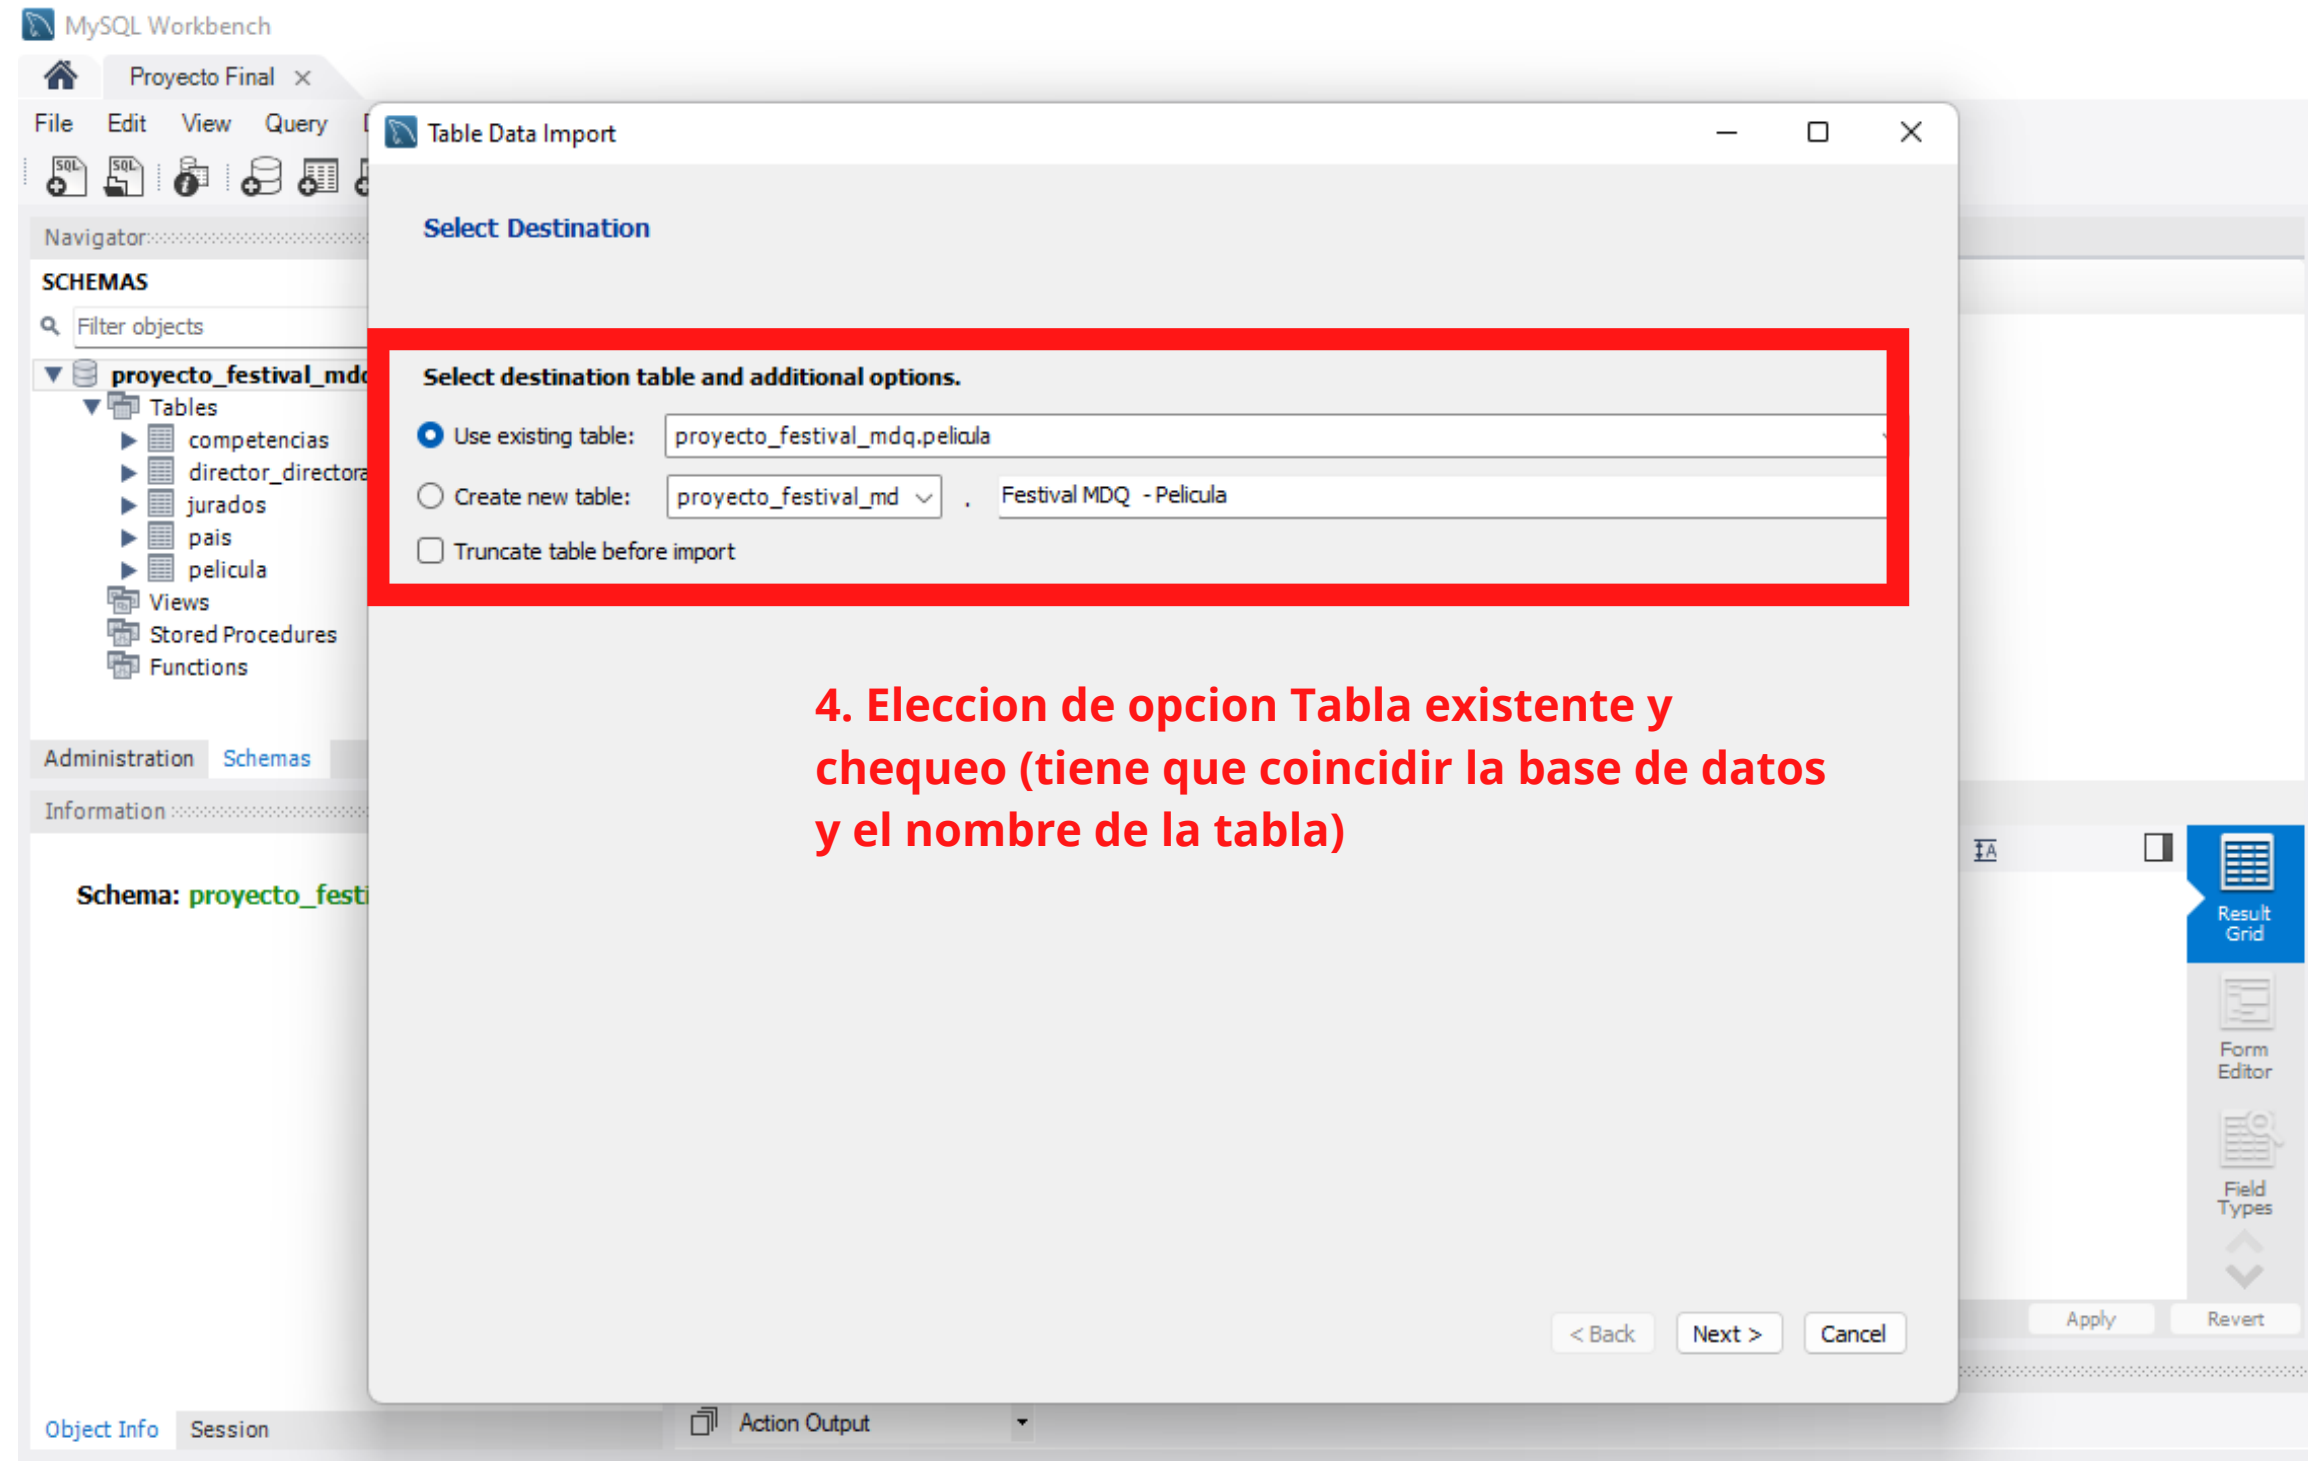 MySQL Workbench
Proyecto Final
File Edit View Query
Table Data Import
SQL SQL
Select Destination
Navigator
SCHEMAS
Filter objects
proyecto_festival_mdq
Tables
competencias
director_directora
jurados
pais
pelicula
Views
Stored Procedures
Functions
Administration Schemas
Information
Schema: proyecto_festi
Object Info Session
Select destination table and additional options.
Use existing table: proyecto_festival_mdq.pelicula
Create new table: proyecto_festival_md . Festival MDQ - Pelicula
Truncate table before import
4. Eleccion de opcion Tabla existente y
chequeo (tiene que coincidir la base de datos
y el nombre de la tabla)
< Back Next > Cancel
Action Output
Result
Grid
Form
Editor
Field
Types
Apply Revert